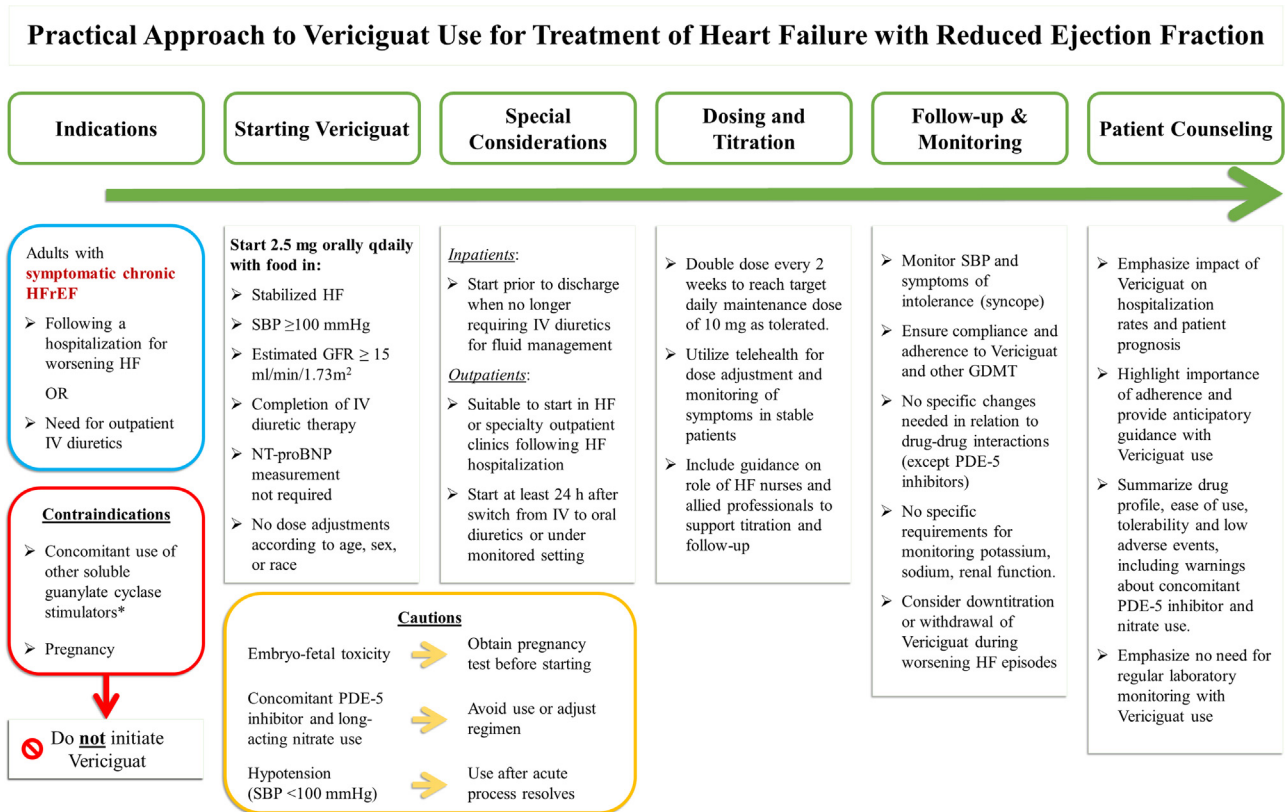 Practical Approach to Vericiguat Use for Treatment of Heart Failure with Reduced Ejection Fraction
Indications
Starting Vericiguat
Special
Considerations
Dosing and
Titration
Follow-up &
Monitoring
Patient Counseling
Adults with
symptomatic chronic
HFrEF
➢ Following a
hospitalization for
worsening HF
OR
➢ Need for outpatient
IV diuretics
Contraindications
➢ Concomitant use of
other soluble
guanylate cyclase
stimulators*
➢ Pregnancy
Do not initiate
Vericiguat
Start 2.5 mg orally qdaily
with food in:
➢ Stabilized HF
➢ SBP ≥100 mmHg
➢ Estimated GFR ≥ 15
ml/min/1.73m²
➢ Completion of IV
diuretic therapy
➢ NT-proBNP
measurement
not required
➢ No dose adjustments
according to age, sex,
or race
Inpatients:
➢ Start prior to discharge
when no longer
requiring IV diuretics
for fluid management
Outpatients:
➢ Suitable to start in HF
or specialty outpatient
clinics following HF
hospitalization
➢ Start at least 24 h after
switch from IV to oral
diuretics or under
monitored setting
Cautions
Embryo-fetal toxicity
Obtain pregnancy
test before starting
Concomitant PDE-5
inhibitor and long-
acting nitrate use
Avoid use or adjust
regimen
Hypotension
(SBP <100 mmHg)
Use after acute
process resolves
➢ Double dose every 2
weeks to reach target
daily maintenance dose
of 10 mg as tolerated.
➢ Utilize telehealth for
dose adjustment and
monitoring of
symptoms in stable
patients
➢ Include guidance on
role of HF nurses and
allied professionals to
support titration and
follow-up
➢ Monitor SBP and
symptoms of
intolerance (syncope)
➢ Ensure compliance and
adherence to Vericiguat
and other GDMT
➢ No specific changes
needed in relation to
drug-drug interactions
(except PDE-5
inhibitors)
➢ No specific
requirements for
monitoring potassium,
sodium, renal function.
➢ Consider downtitration
or withdrawal of
Vericiguat during
worsening HF episodes
➢ Emphasize impact of
Vericiguat on
hospitalization
rates and patient
prognosis
➢ Highlight importance
of adherence and
provide anticipatory
guidance with
Vericiguat use
➢ Summarize drug
profile, ease of use,
tolerability and low
adverse events,
including warnings
about concomitant
PDE-5 inhibitor and
nitrate use.
➢ Emphasize no need for
regular laboratory
monitoring with
Vericiguat use